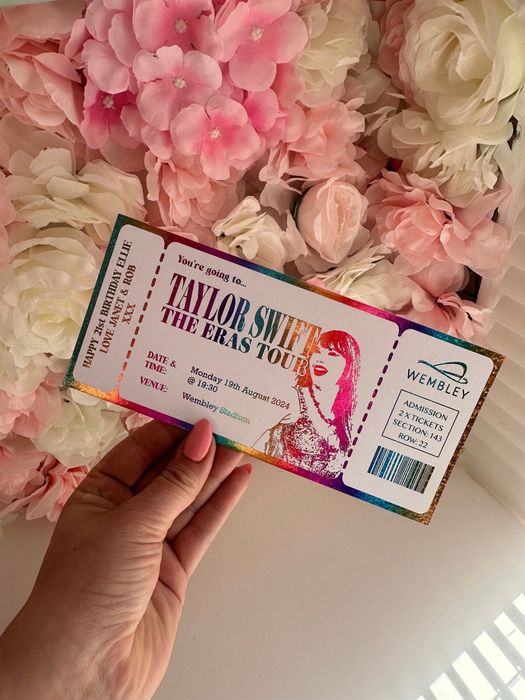 HAPPY 21st BIRTHDAY ELLIE
LOVE JANET & ROB
XXX
You're going to...
TAYLOR SWIFT
THE ERAS TOUR
DATE &
TIME:
Monday 19th August 2024
@ 19:30
VENUE:
Wembley Stadium
WEMBLEY
ADMISSION
2 X TICKETS
SECTION: 143
ROW: 22